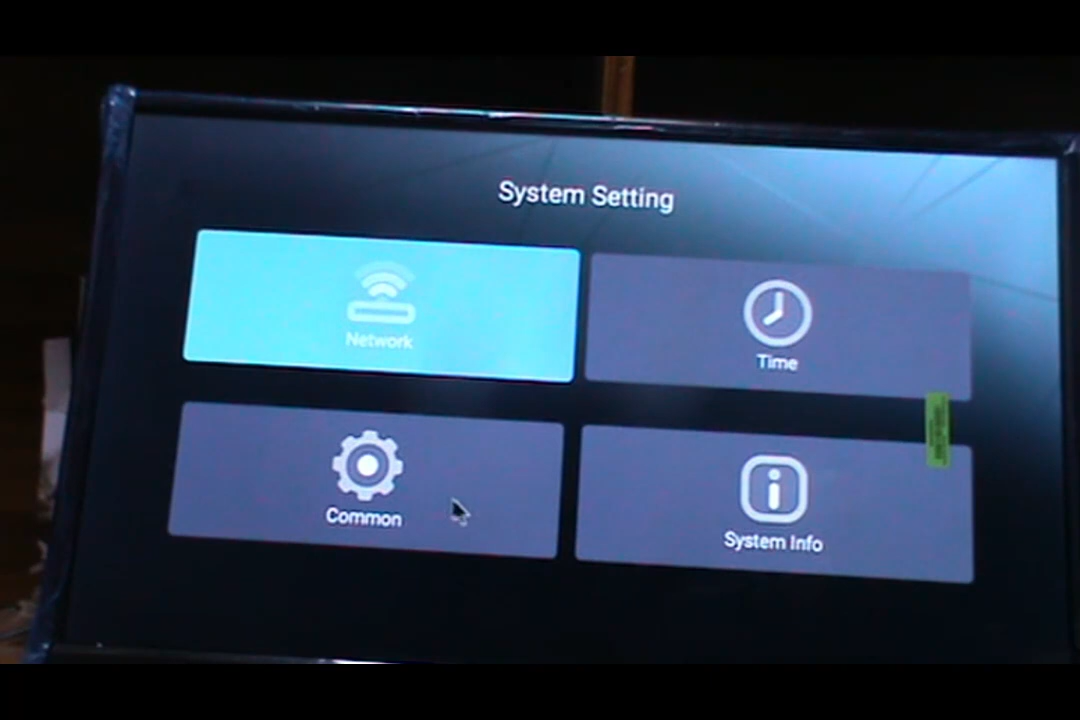 System Setting
Network
Time
Common
System Info